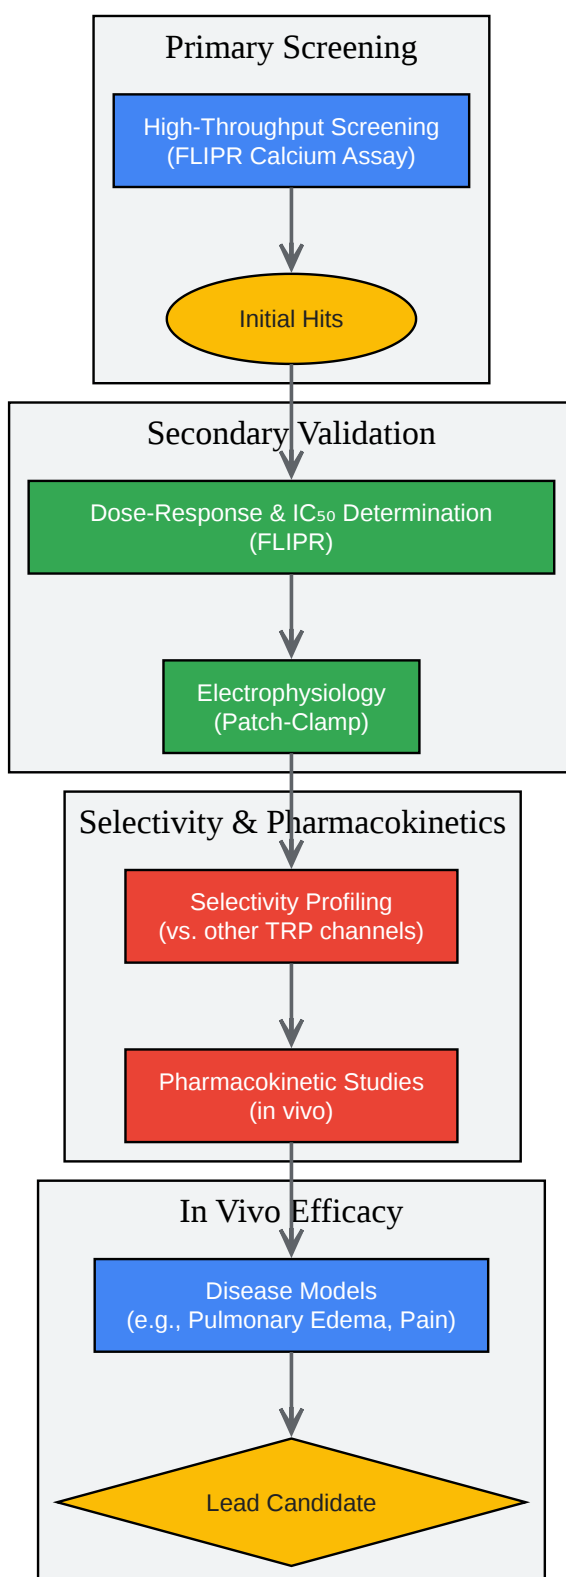 Primary Screening
High-Throughput Screening
(FLIPR Calcium Assay)
Initial Hits
Secondary Validation
Dose-Response & IC₅₀ Determination
(FLIPR)
Electrophysiology
(Patch-Clamp)
Selectivity & Pharmacokinetics
Selectivity Profiling
(vs. other TRP channels)
Pharmacokinetic Studies
(in vivo)
In Vivo Efficacy
Disease Models
(e.g., Pulmonary Edema, Pain)
Lead Candidate